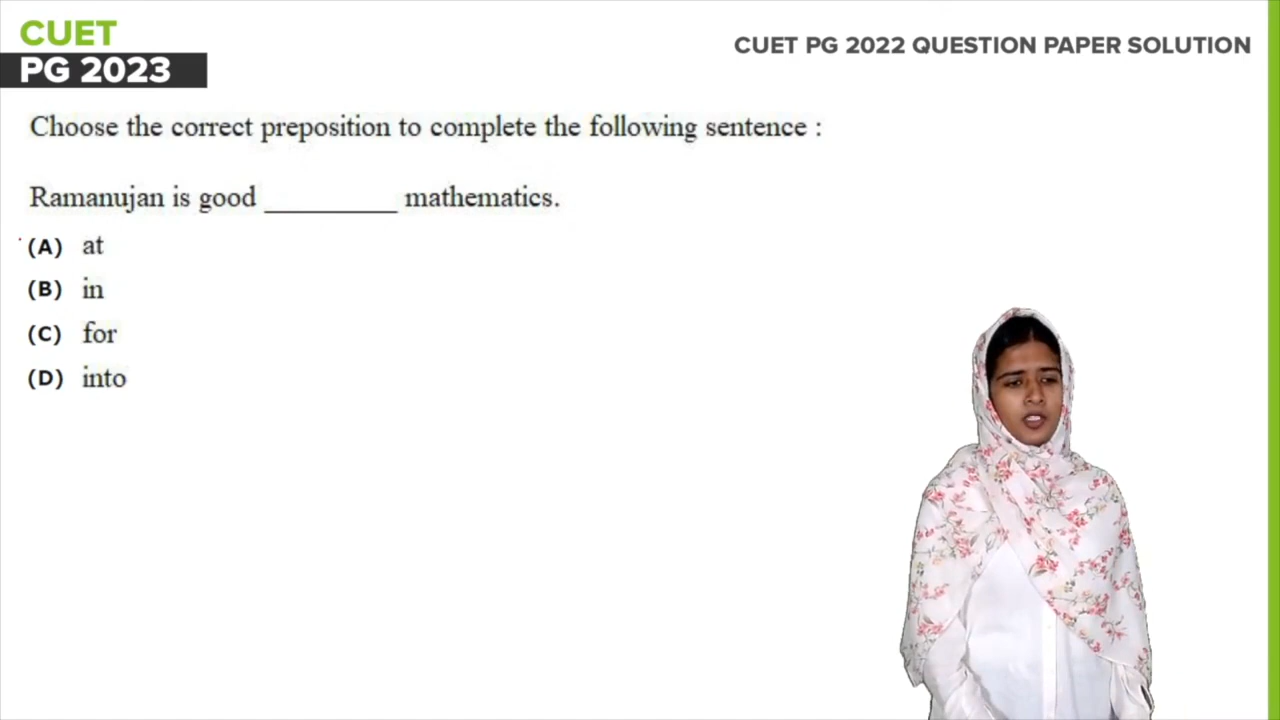 CUET
PG 2023
CUET PG 2022 QUESTION PAPER SOLUTION
Choose the correct preposition to complete the following sentence :
Ramanujan is good _________ mathematics.
(A) at
(B) in
(C) for
(D) into